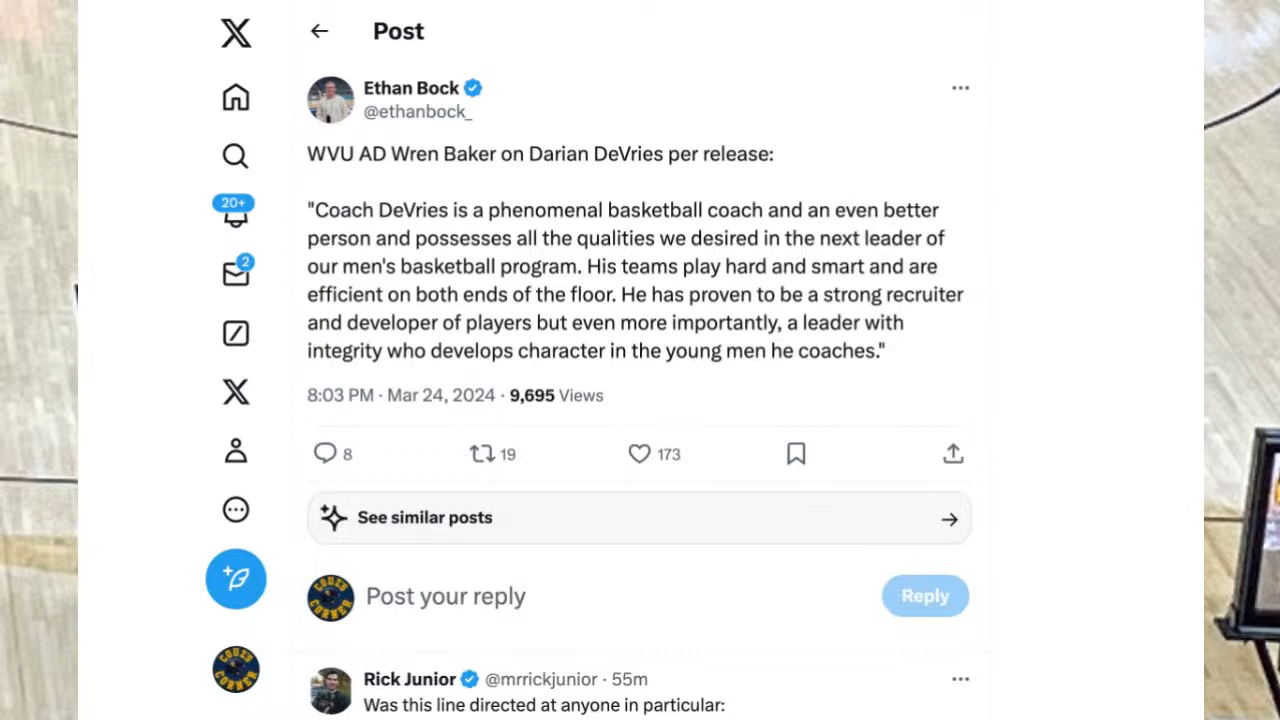 Post
Ethan Bock
@ethanbock_
WVU AD Wren Baker on Darian DeVries per release:
"Coach DeVries is a phenomenal basketball coach and an even better
person and possesses all the qualities we desired in the next leader of
our men's basketball program. His teams play hard and smart and are
efficient on both ends of the floor. He has proven to be a strong recruiter
and developer of players but even more importantly, a leader with
integrity who develops character in the young men he coaches."
8:03 PM · Mar 24, 2024 · 9,695 Views
20+
2
8 19 173
See similar posts
COUZS CORNER
Post your reply
Reply
COUZS CORNER
Rick Junior @mrrickjunior · 55m
Was this line directed at anyone in particular: